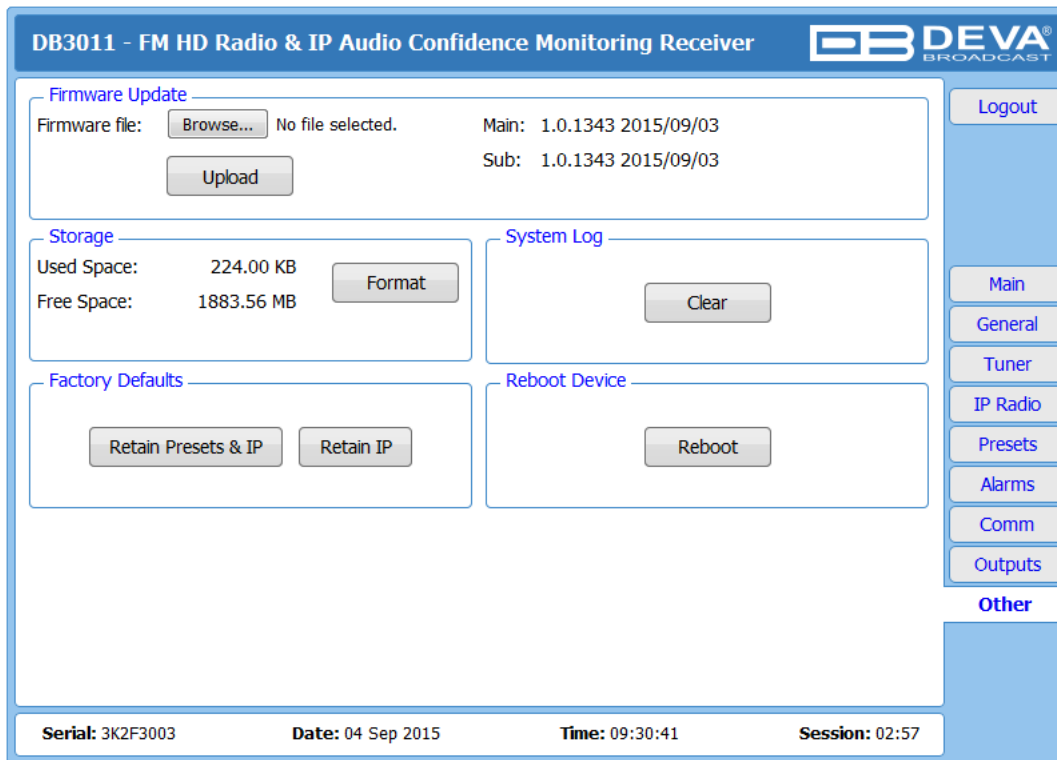 DB3011 - FM HD Radio & IP Audio Confidence Monitoring Receiver
DEVA®
BROADCAST
Logout
Firmware Update
Firmware file: Browse... No file selected. Main: 1.0.1343 2015/09/03
Upload Sub: 1.0.1343 2015/09/03
Storage
Used Space: 224.00 KB
Free Space: 1883.56 MB
Format
System Log
Clear
Factory Defaults
Retain Presets & IP Retain IP
Reboot Device
Reboot
Main
General
Tuner
IP Radio
Presets
Alarms
Comm
Outputs
Other
Serial: 3K2F3003 Date: 04 Sep 2015 Time: 09:30:41 Session: 02:57